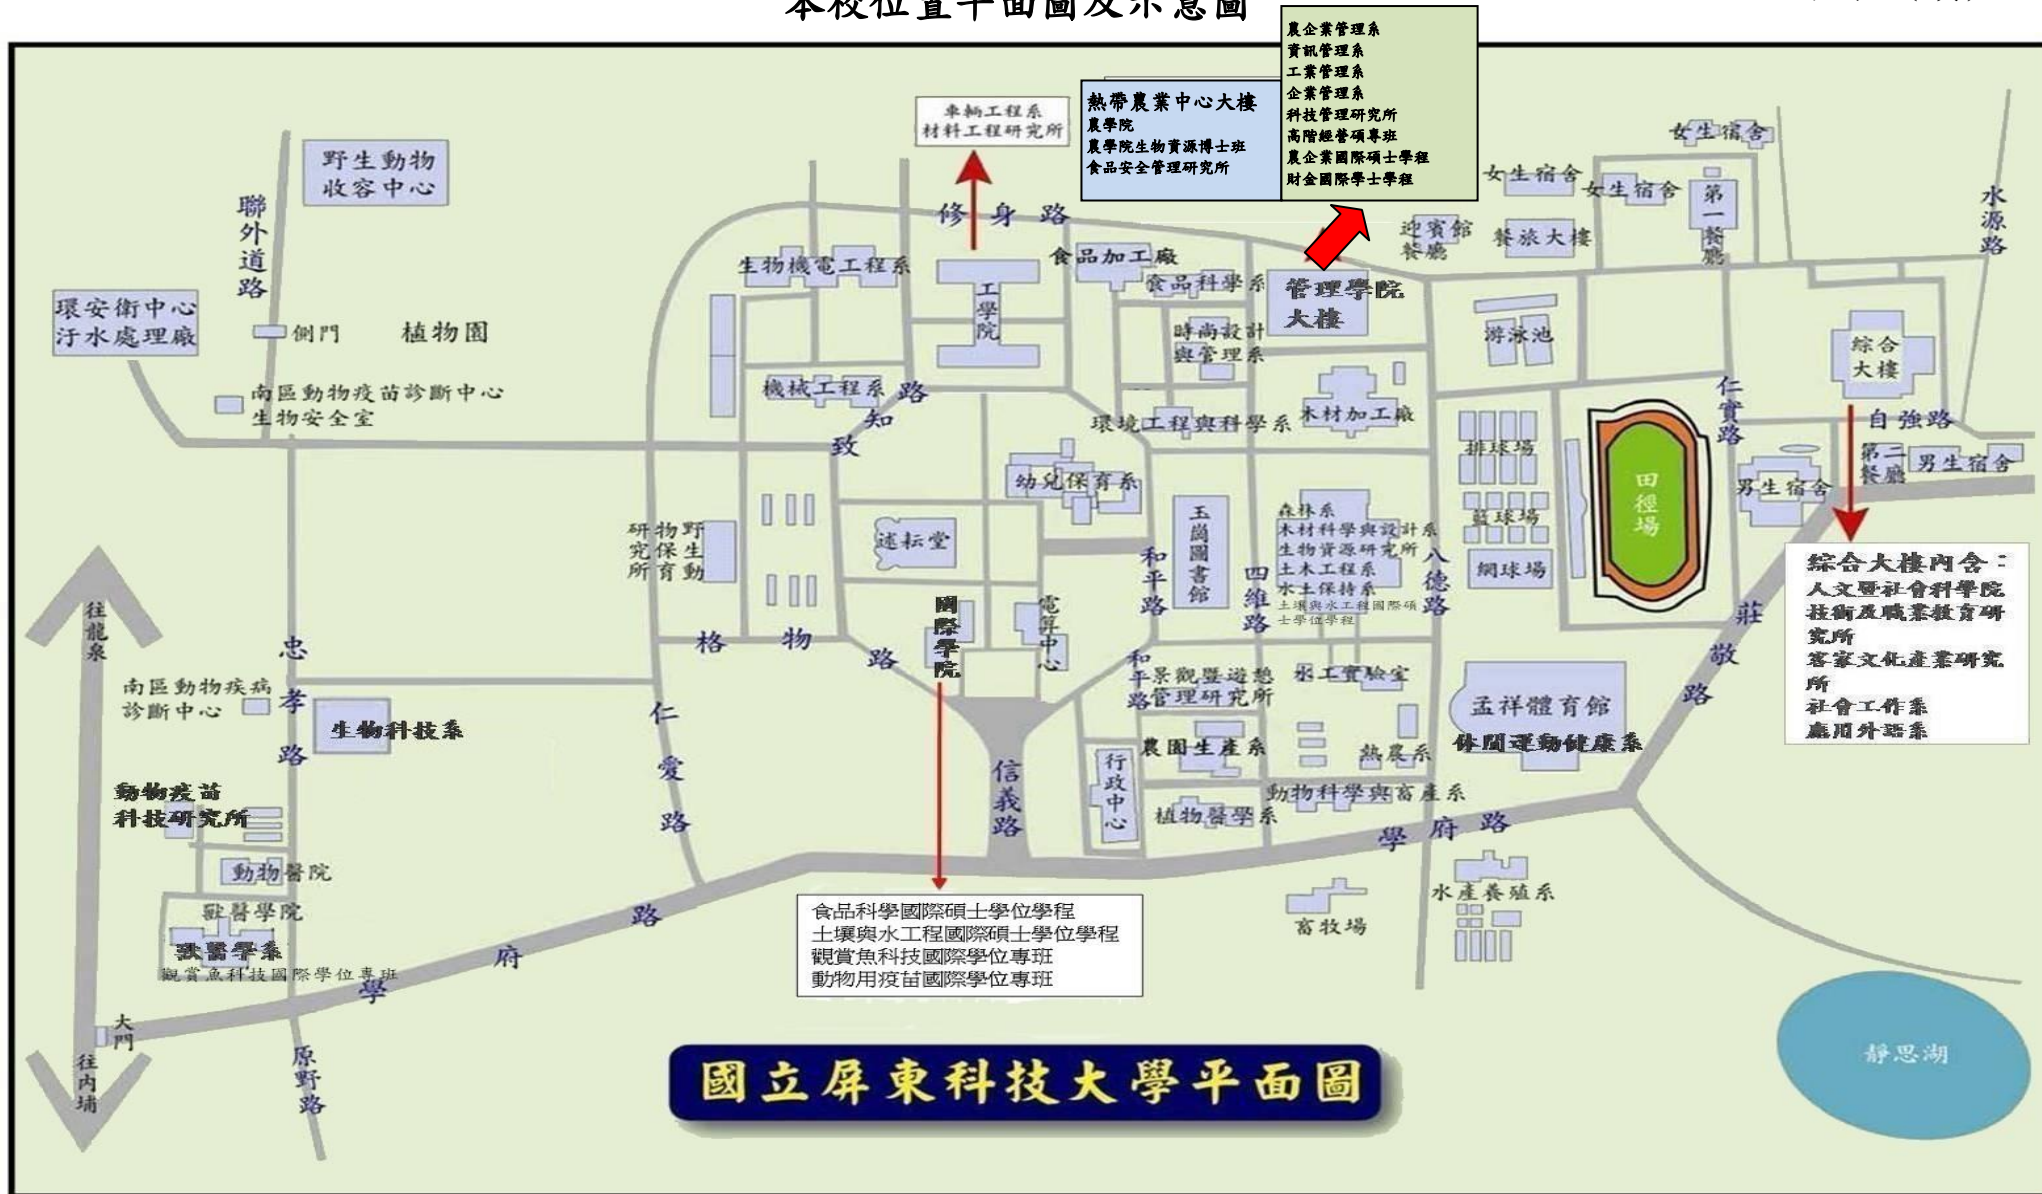 本校位置平面圖及示意圖
農企業管理系
資訊管理系
工業管理系
企業管理系
科技管理研究所
高階經營碩專班
農企業國際碩士學程
財金國際學士學程
熱帶農業中心大樓
農學院
農學院生物資源博士班
食品安全管理研究所
車輛工程系
材料工程研究所
野生動物
收容中心
聯外道路
修身路
女生宿舍
女生宿舍
女生宿舍
第一餐廳
水源路
迎賓館
餐廳
餐旅大樓
生物機電工程系
工學院
食品加工廠
食品科學系
管理學院
大樓
環安衛中心
汙水處理廠
側門
植物園
時尚設計
與管理系
游泳池
綜合
大樓
南區動物疫苗診斷中心
生物安全室
機械工程系
致知路
環境工程與科學系
木材加工廠
仁實路
自強路
排球場
第二
餐廳
男生宿舍
男生宿舍
田徑場
幼兒保育系
籃球場
網球場
野生動
物保育
研究所
述耘堂
玉崗圖書館
森林系
木材科學與設計系
生物資源研究所
土木工程系
水土保持系
土壤與水工程國際碩
士學位學程
和平路
四維路
八德路
往龍泉
國際學院
電算中心
格物路
忠孝路
莊敬路
綜合大樓內含：
人文暨社會科學院
技術及職業教育研
究所
客家文化產業研究
所
社會工作系
應用外語系
南區動物疾病
診斷中心
生物科技系
和平路
景觀暨遊憩
管理研究所
水工實驗室
孟祥體育館
休閒運動健康系
仁愛路
農園生產系
熱農系
信義路
行政中心
動物疫苗
科技研究所
植物醫學系
動物科學與畜產系
學府路
動物醫院
獸醫學院
獸醫學系
觀賞魚科技國際學位專班
學府路
畜牧場
水產養殖系
食品科學國際碩士學位學程
土壤與水工程國際碩士學位學程
觀賞魚科技國際學位專班
動物用疫苗國際學位專班
大門
往內埔
原野路
靜思湖
國立屏東科技大學平面圖